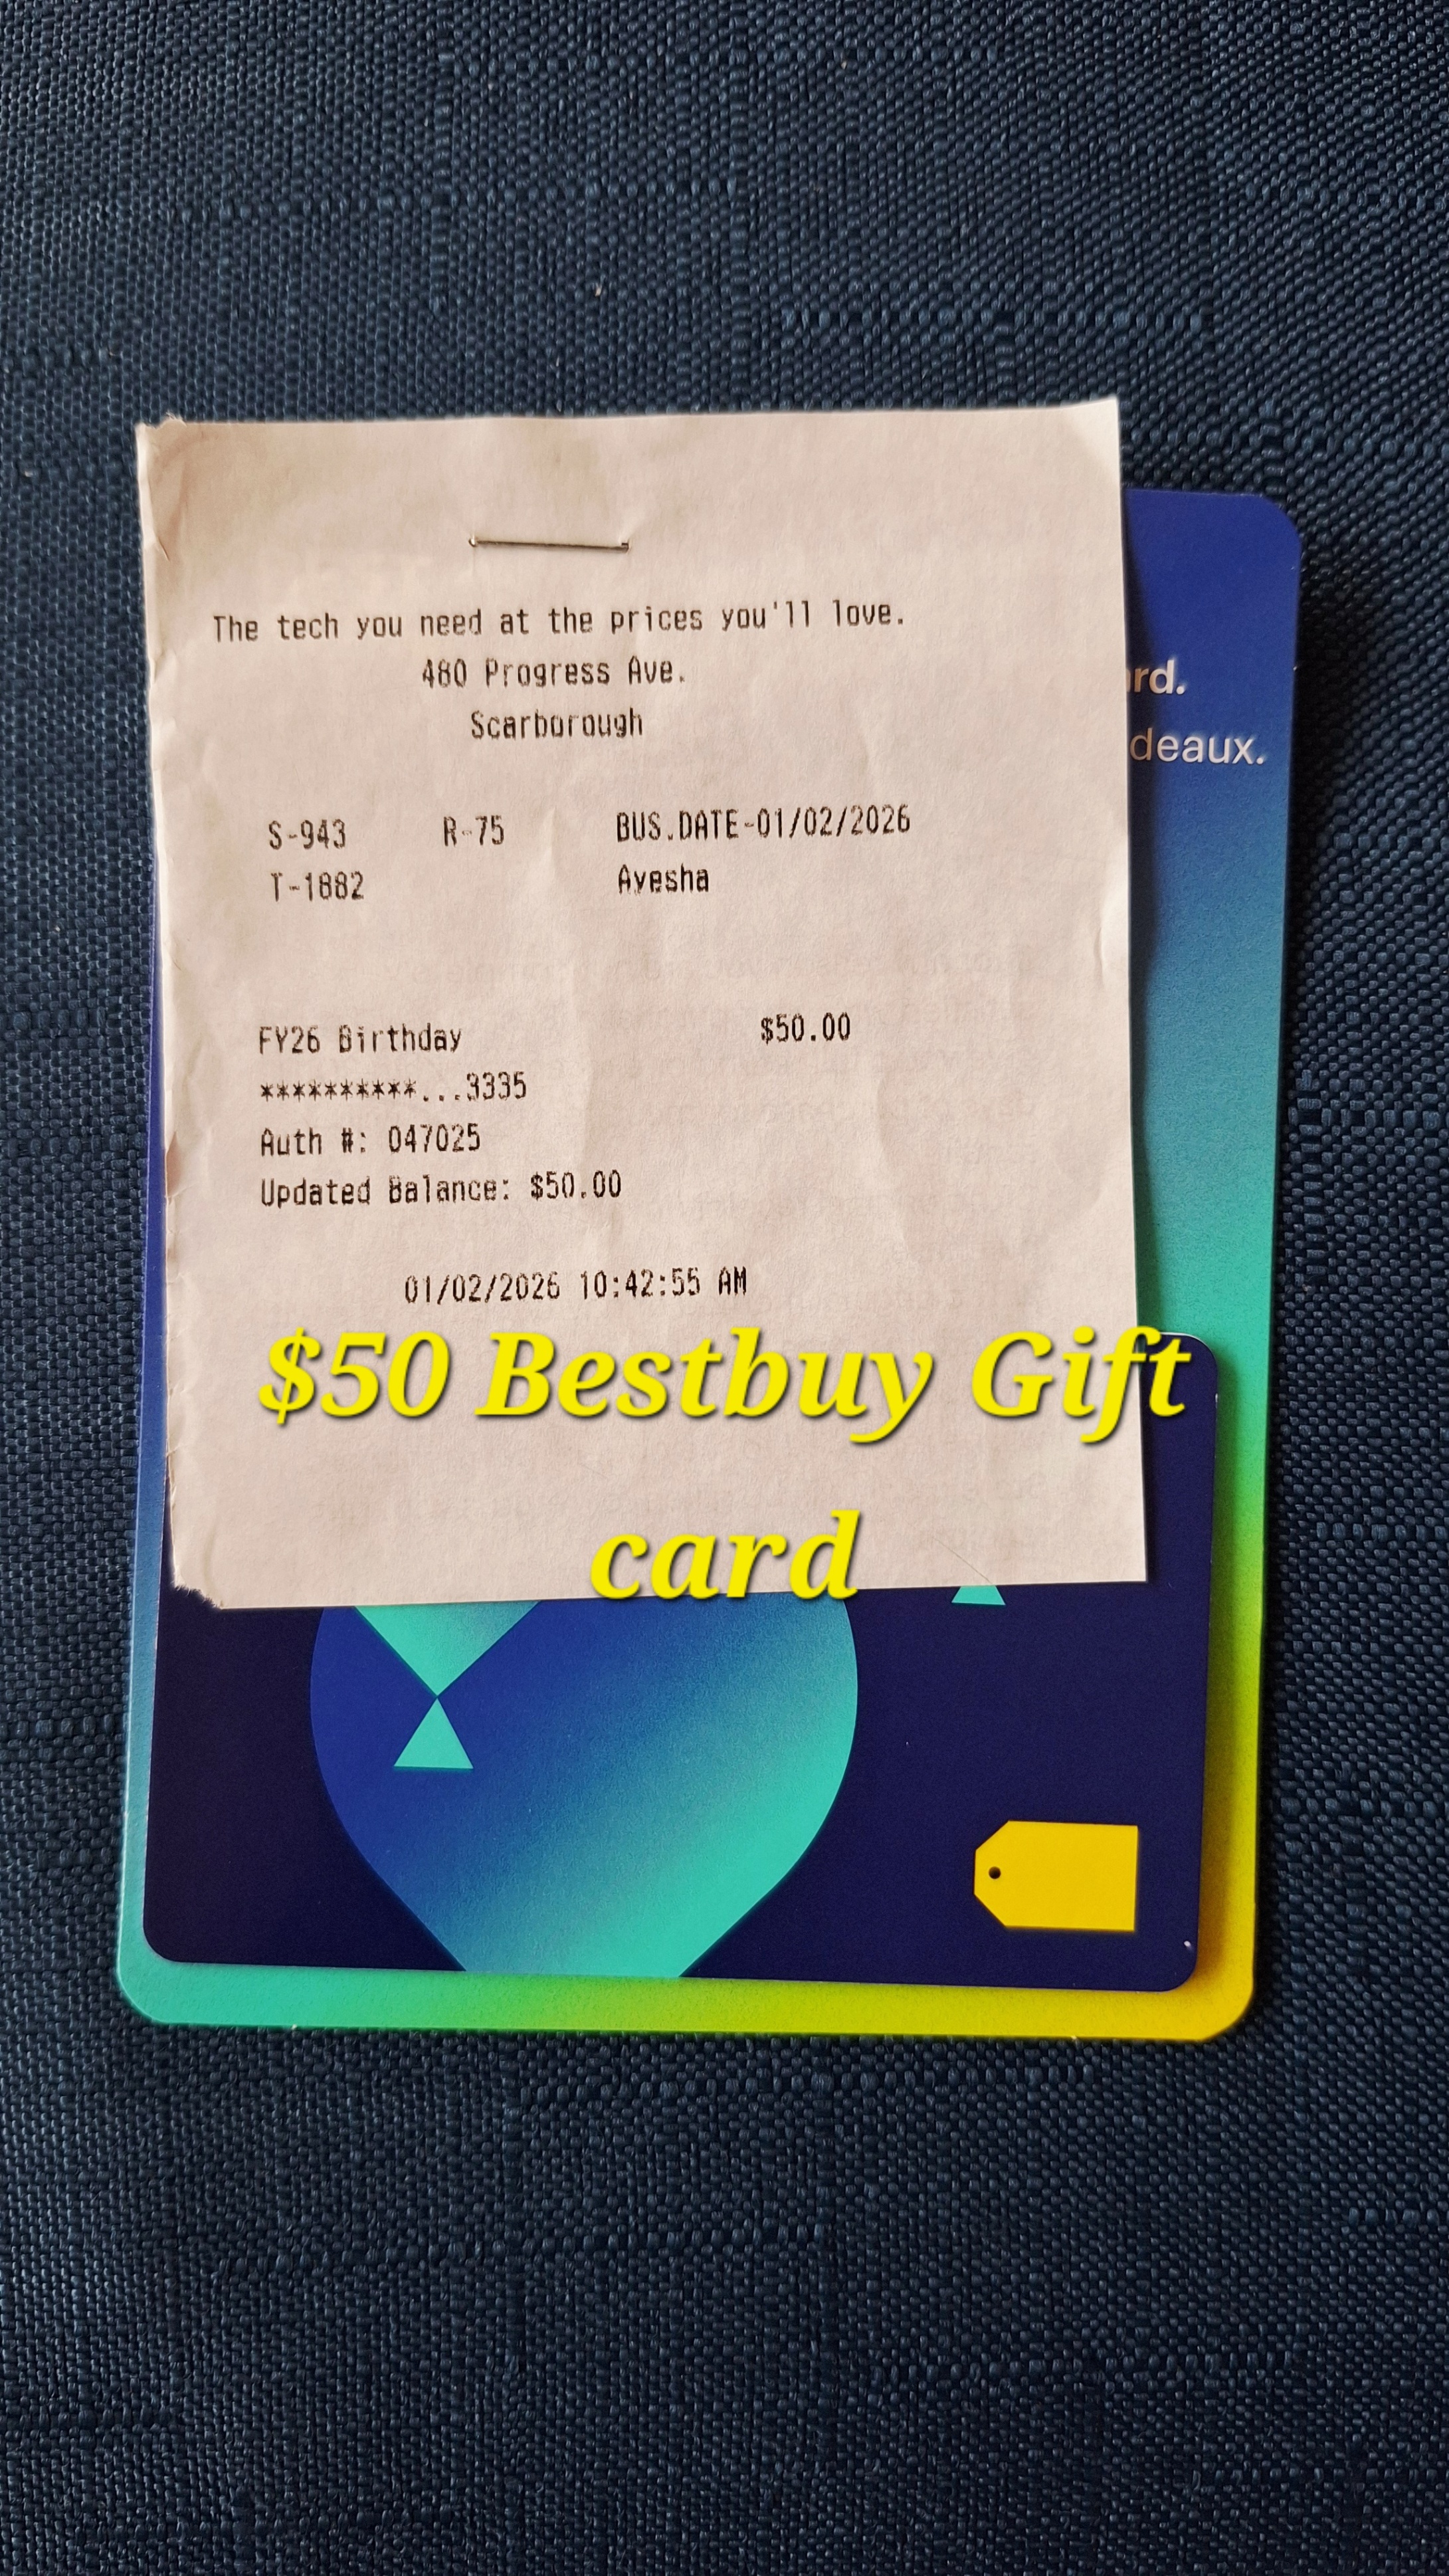 The tech you need at the prices you'll love.
480 Progress Ave.
Scarborough
rd.
deaux.
S-943 R-75 BUS.DATE-01/02/2026
T-1882 Ayesha
FY26 Birthday $50.00
**********...3335
Auth #: 047025
Updated Balance: $50.00
01/02/2026 10:42:55 AM
$50 Bestbuy Gift
card